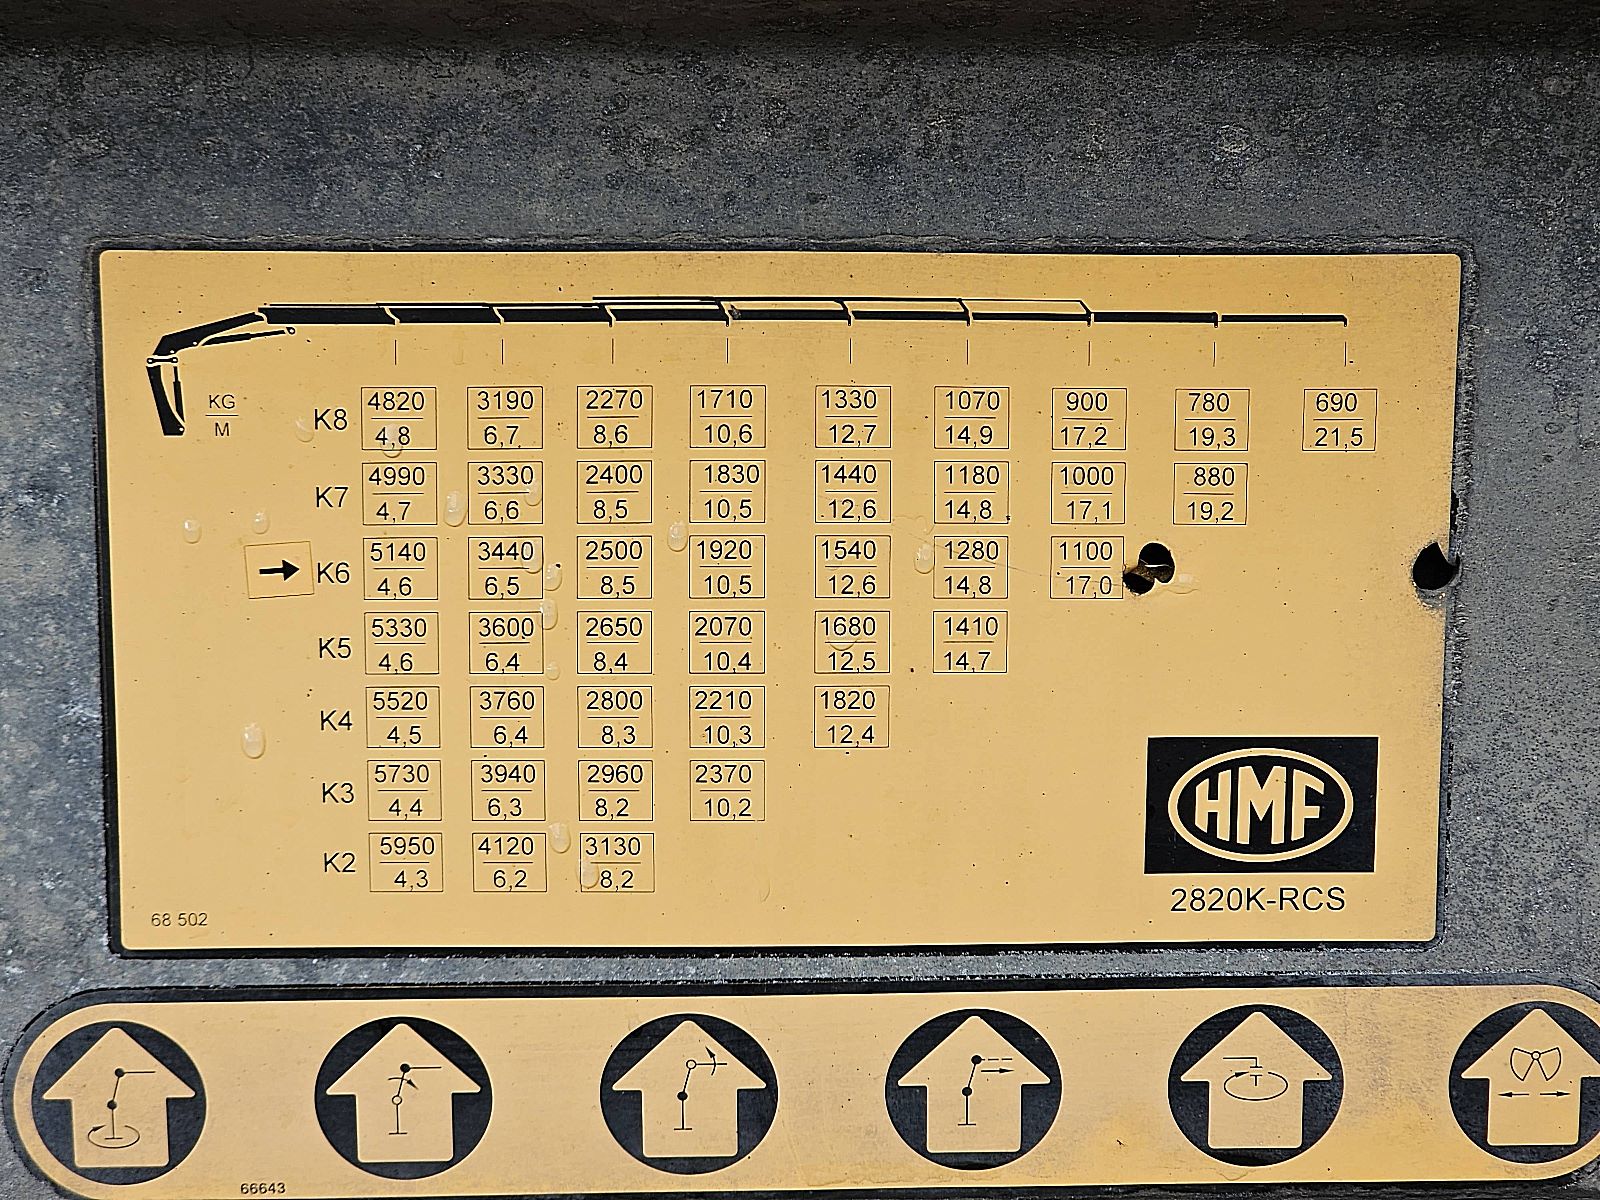 KG
M
K8 4820 3190 2270 1710 1330 1070 900 780 690
4,8 6,7 8,6 10,6 12,7 14,9 17,2 19,3 21,5
K7 4990 3330 2400 1830 1440 1180 1000 880
4,7 6,6 8,5 10,5 12,6 14,8 17,1 19,2
K6 5140 3440 2500 1920 1540 1280 1100
4,6 6,5 8,5 10,5 12,6 14,8 17,0
K5 5330 3600 2650 2070 1680 1410
4,6 6,4 8,4 10,4 12,5 14,7
K4 5520 3760 2800 2210 1820
4,5 6,4 8,3 10,3 12,4
K3 5730 3940 2960 2370
4,4 6,3 8,2 10,2
K2 5950 4120 3130
4,3 6,2 8,2
HMF
2820K-RCS
68 502
66643